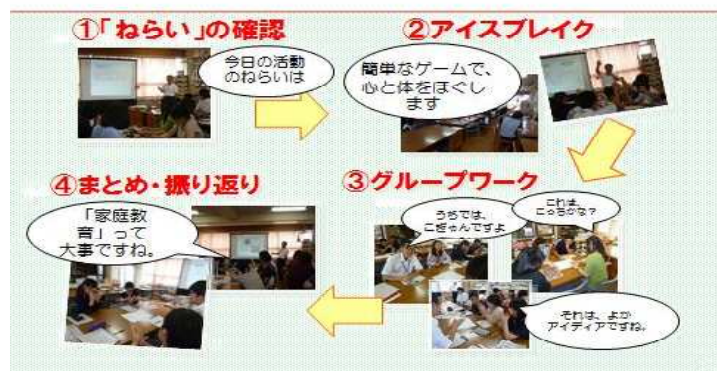 ①「ねらい」の確認
今日の活動
のねらいは
②アイスブレイク
簡単なゲームで、
心と体をほぐし
ます
③グループワーク
うちでは、
こぎゃんですよ
これは、
こっちかな？
それは、よか
アイディアですね。
④まとめ・振り返り
「家庭教
育」って
大事ですね。